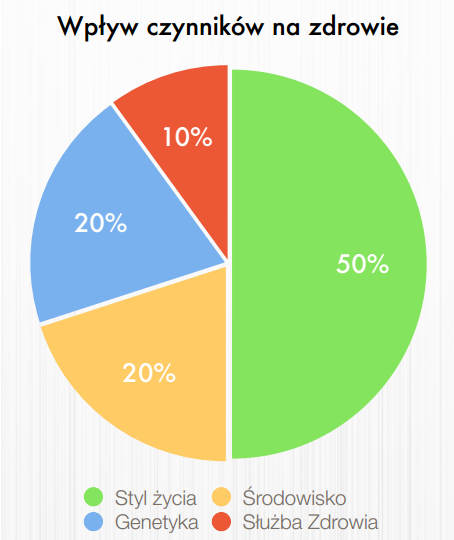 Wpływ czynników na zdrowie
10%
20%
50%
20%
Styl życia
Środowisko
Genetyka
Służba Zdrowia